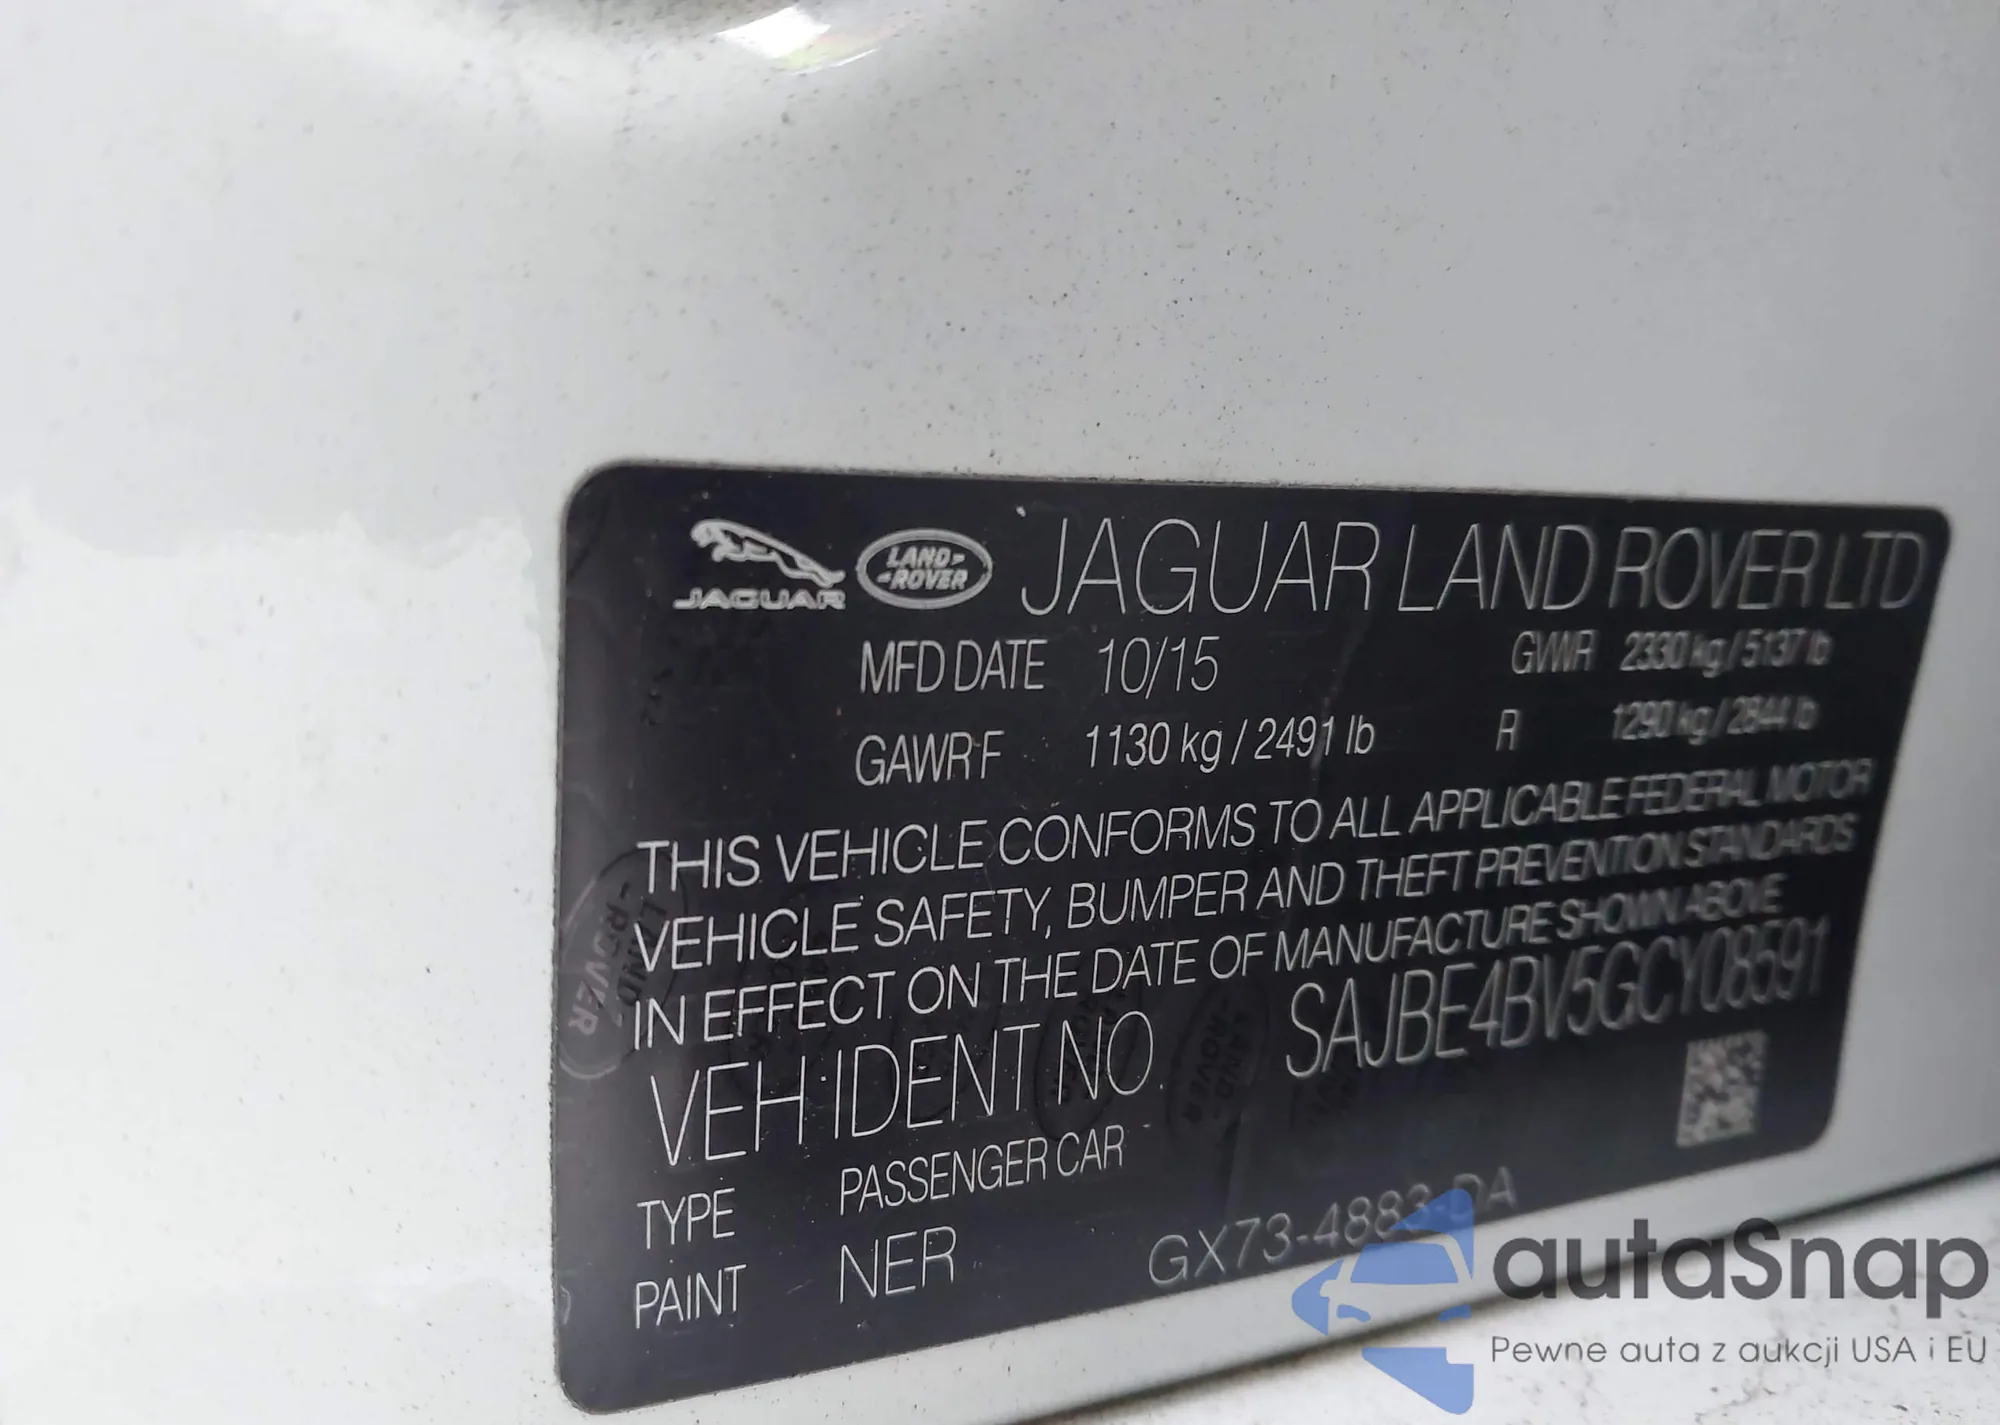 JAGUAR
LAND ROVER
JAGUAR LAND ROVER LTD
MFD DATE 10/15 GVWR 2330 kg / 5137 lb
GAWR F 1130 kg / 2491 lb R 1290 kg / 2844 lb
THIS VEHICLE CONFORMS TO ALL APPLICABLE FEDERAL MOTOR
VEHICLE SAFETY, BUMPER AND THEFT PREVENTION STANDARDS
IN EFFECT ON THE DATE OF MANUFACTURE SHOWN ABOVE
VEH IDENT NO. SAJBE4BV5GCY08591
TYPE PASSENGER CAR
PAINT NER GX73-4883-DA
autaSnap
Pewne auta z aukcji USA i EU